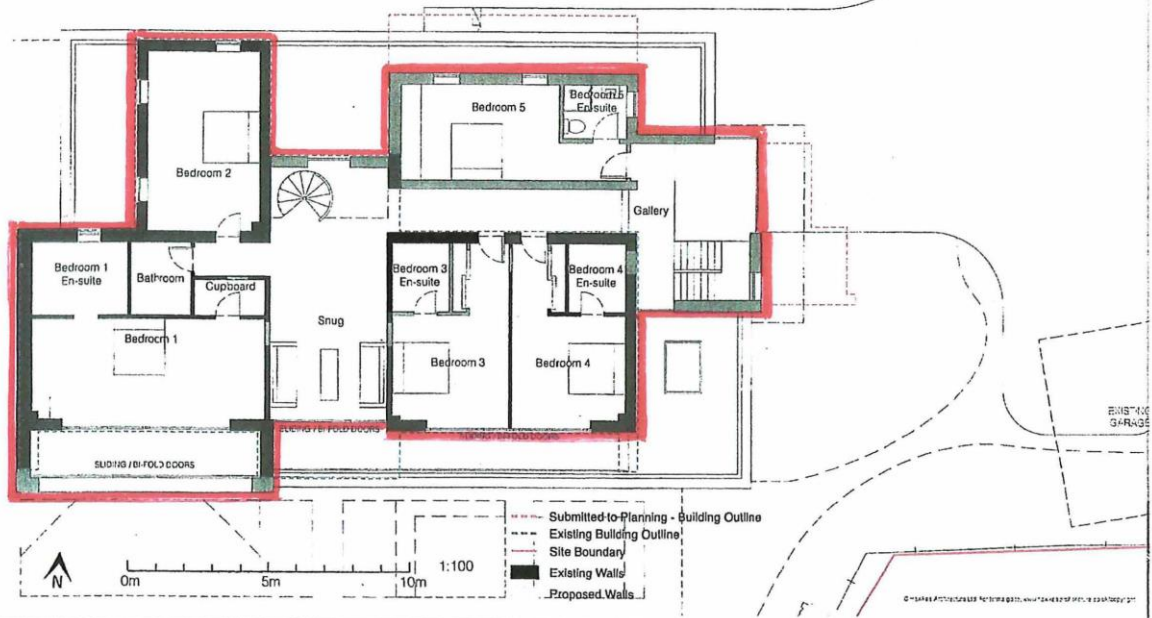 Bedroom 5
Bedroom 5
En-suite
Bedroom 2
Gallery
Bedroom 1
En-suite
Bathroom
Cupboard
Bedroom 3
En-suite
Bedroom 4
En-suite
Snug
Bedroom 1
Bedroom 3
Bedroom 4
EXISTING
GARAGE
SLIDING / BI-FOLD DOORS
SLIDING / BI-FOLD DOORS
SLIDING / BI-FOLD DOORS
Submitted to Planning - Building Outline
Existing Building Outline
Site Boundary
Existing Walls
Proposed Walls
N
0m
5m
10m
1:100